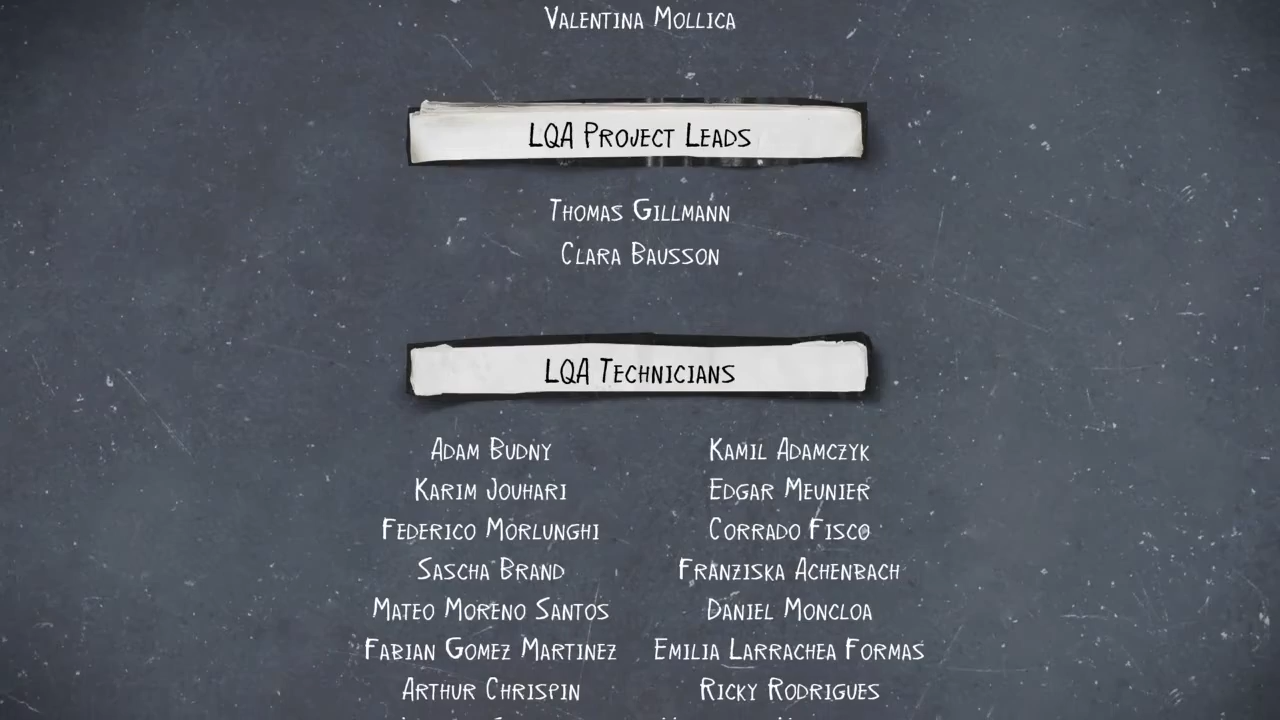 Valentina Mollica
LQA Project Leads
Thomas Gillmann
Clara Bausson
LQA Technicians
Adam Budny Kamil Adamczyk
Karim Jouhari Edgar Meunier
Federico Morlunghi Corrado Fisco
Sascha Brand Franziska Achenbach
Mateo Moreno Santos Daniel Moncloa
Fabian Gomez Martinez Emilia Larrachea Formas
Arthur Chrispin Ricky Rodrigues